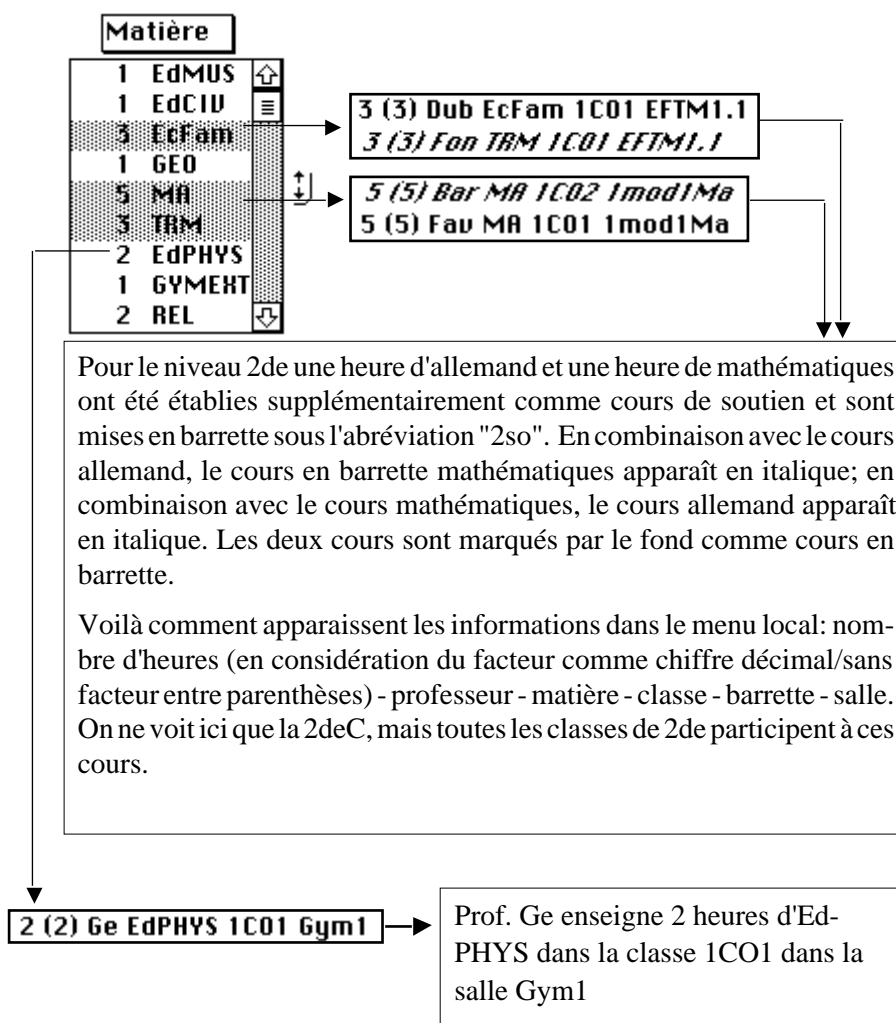 Matière
1 EdMUS
1 EdCIV
3 EcFam
1 GEO
5 MA
3 TRM
2 EdPHYS
1 GYMEXT
2 REL
3 (3) Dub EcFam 1C01 EFTM1.1
3 (3) Fon TRM 1C01 EFTM1.1
5 (5) Bar MA 1C02 1mod1Ma
5 (5) Fav MA 1C01 1mod1Ma
Pour le niveau 2de une heure d'allemand et une heure de mathématiques
ont été établies supplémentairement comme cours de soutien et sont
mises en barrette sous l'abréviation "2so". En combinaison avec le cours
allemand, le cours en barrette mathématiques apparaît en italique; en
combinaison avec le cours mathématiques, le cours allemand apparaît
en italique. Les deux cours sont marqués par le fond comme cours en
barrette.
Voilà comment apparaissent les informations dans le menu local: nom-
bre d'heures (en considération du facteur comme chiffre décimal/sans
facteur entre parenthèses) - professeur - matière - classe - barrette - salle.
On ne voit ici que la 2deC, mais toutes les classes de 2de participent à ces
cours.
2 (2) Ge EdPHYS 1C01 Gym1
Prof. Ge enseigne 2 heures d'Ed-
PHYS dans la classe 1CO1 dans la
salle Gym1